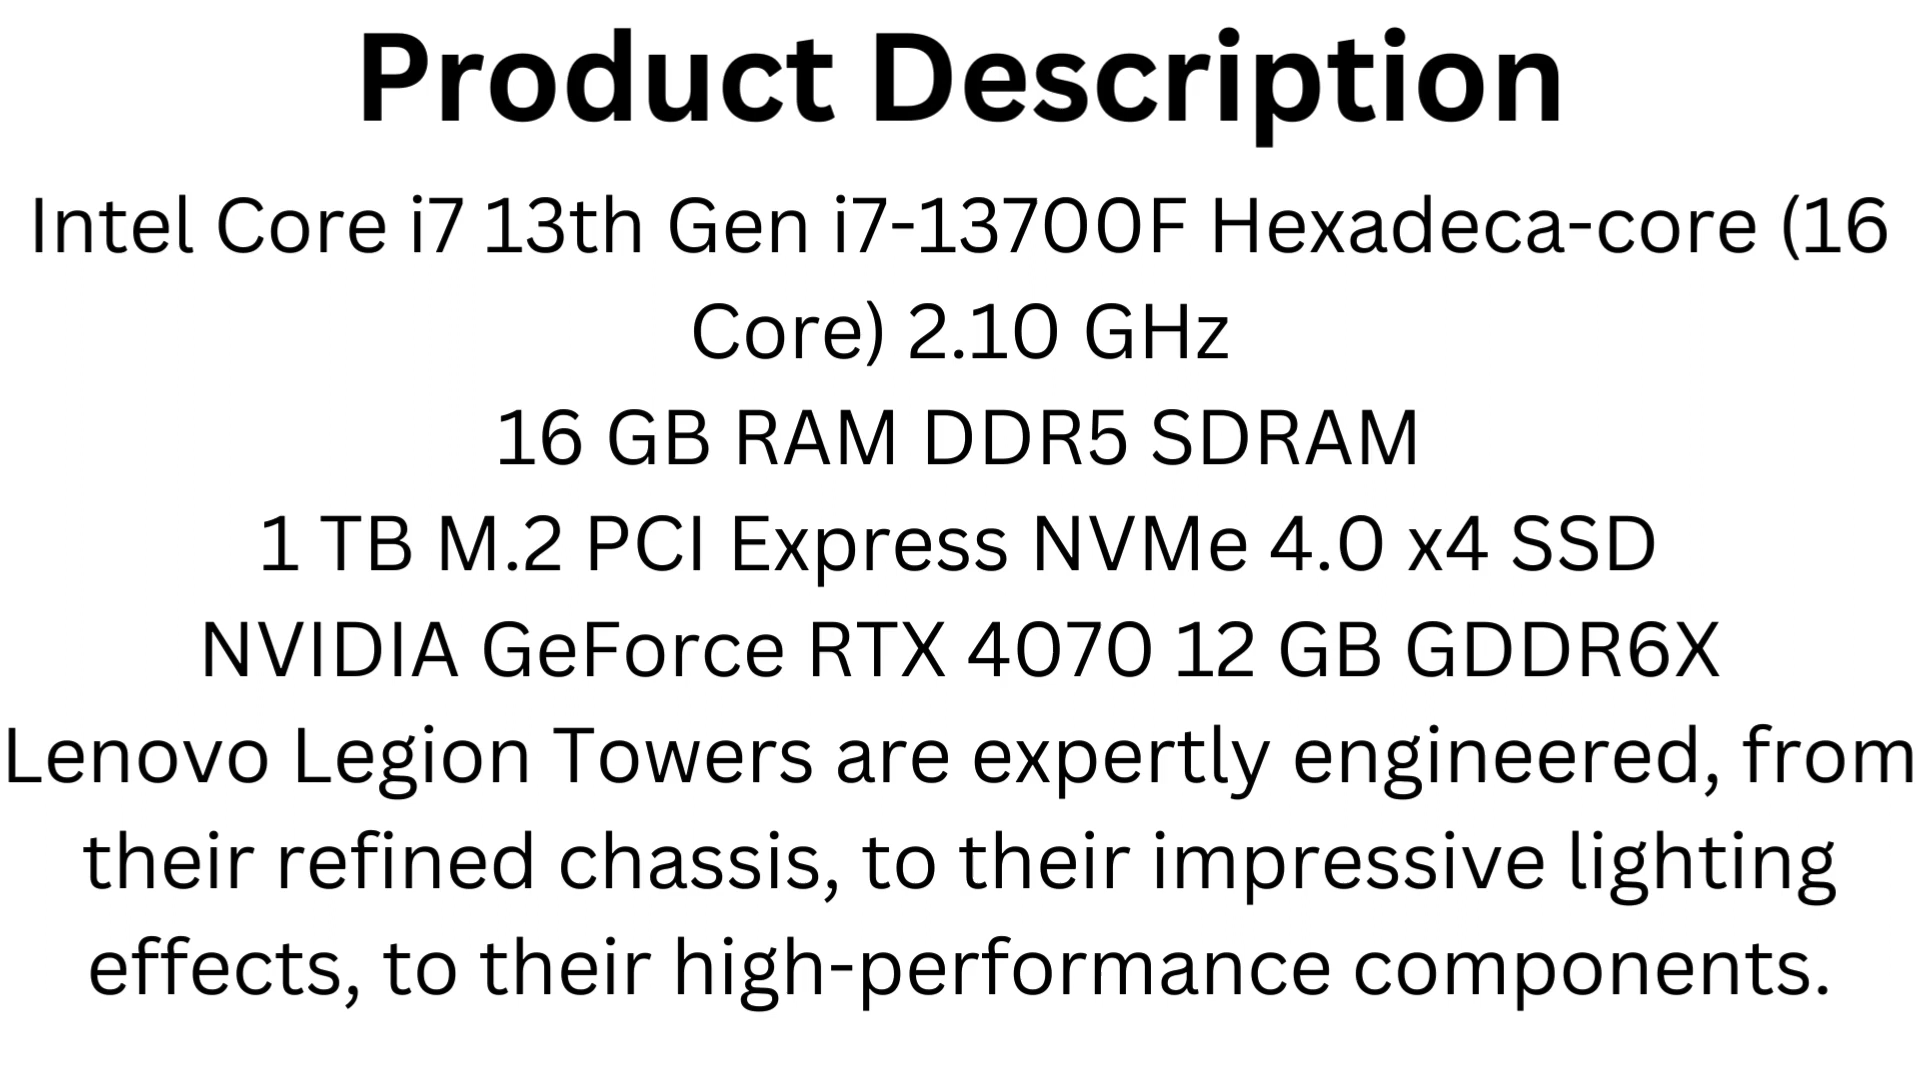 Product Description
Intel Core i7 13th Gen i7-13700F Hexadeca-core (16
Core) 2.10 GHz
16 GB RAM DDR5 SDRAM
1 TB M.2 PCI Express NVMe 4.0 x4 SSD
NVIDIA GeForce RTX 4070 12 GB GDDR6X
Lenovo Legion Towers are expertly engineered, from
their refined chassis, to their impressive lighting
effects, to their high-performance components.